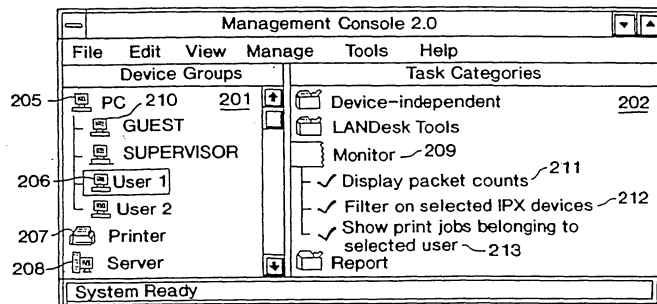 Management Console 2.0
File Edit View Manage Tools Help
Device Groups
Task Categories
205
PC
210
201
GUEST
SUPERVISOR
206
User 1
User 2
207
Printer
208
Server
Device-independent
202
LANDesk Tools
Monitor
209
Display packet counts
211
Filter on selected IPX devices
212
Show print jobs belonging to
selected user
213
Report
System Ready